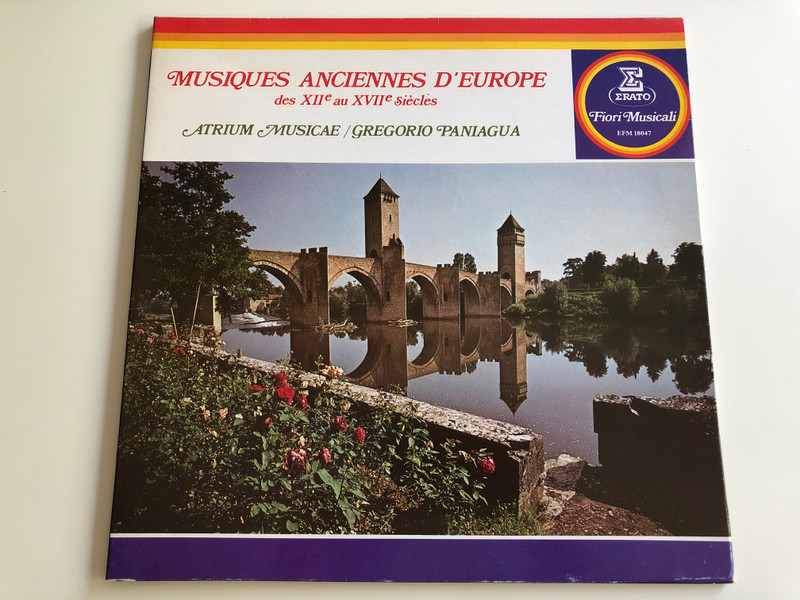 MUSIQUES ANCIENNES D'EUROPE
des XIIe au XVIIe Siècles
ATRIUM MUSICAE / GREGORIO PANIAGUA
ERATO
Fiori Musicali
EFM 18047